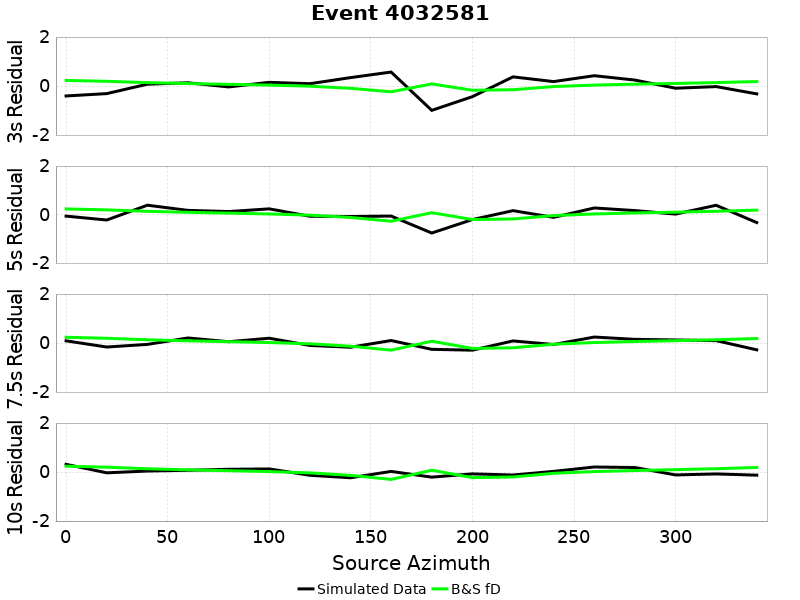 Event 4032581
3s Residual
2
0
-2
5s Residual
2
0
-2
7.5s Residual
2
0
-2
10s Residual
2
0
-2
0 50 100 150 200 250 300
Source Azimuth
Simulated Data B&S fD